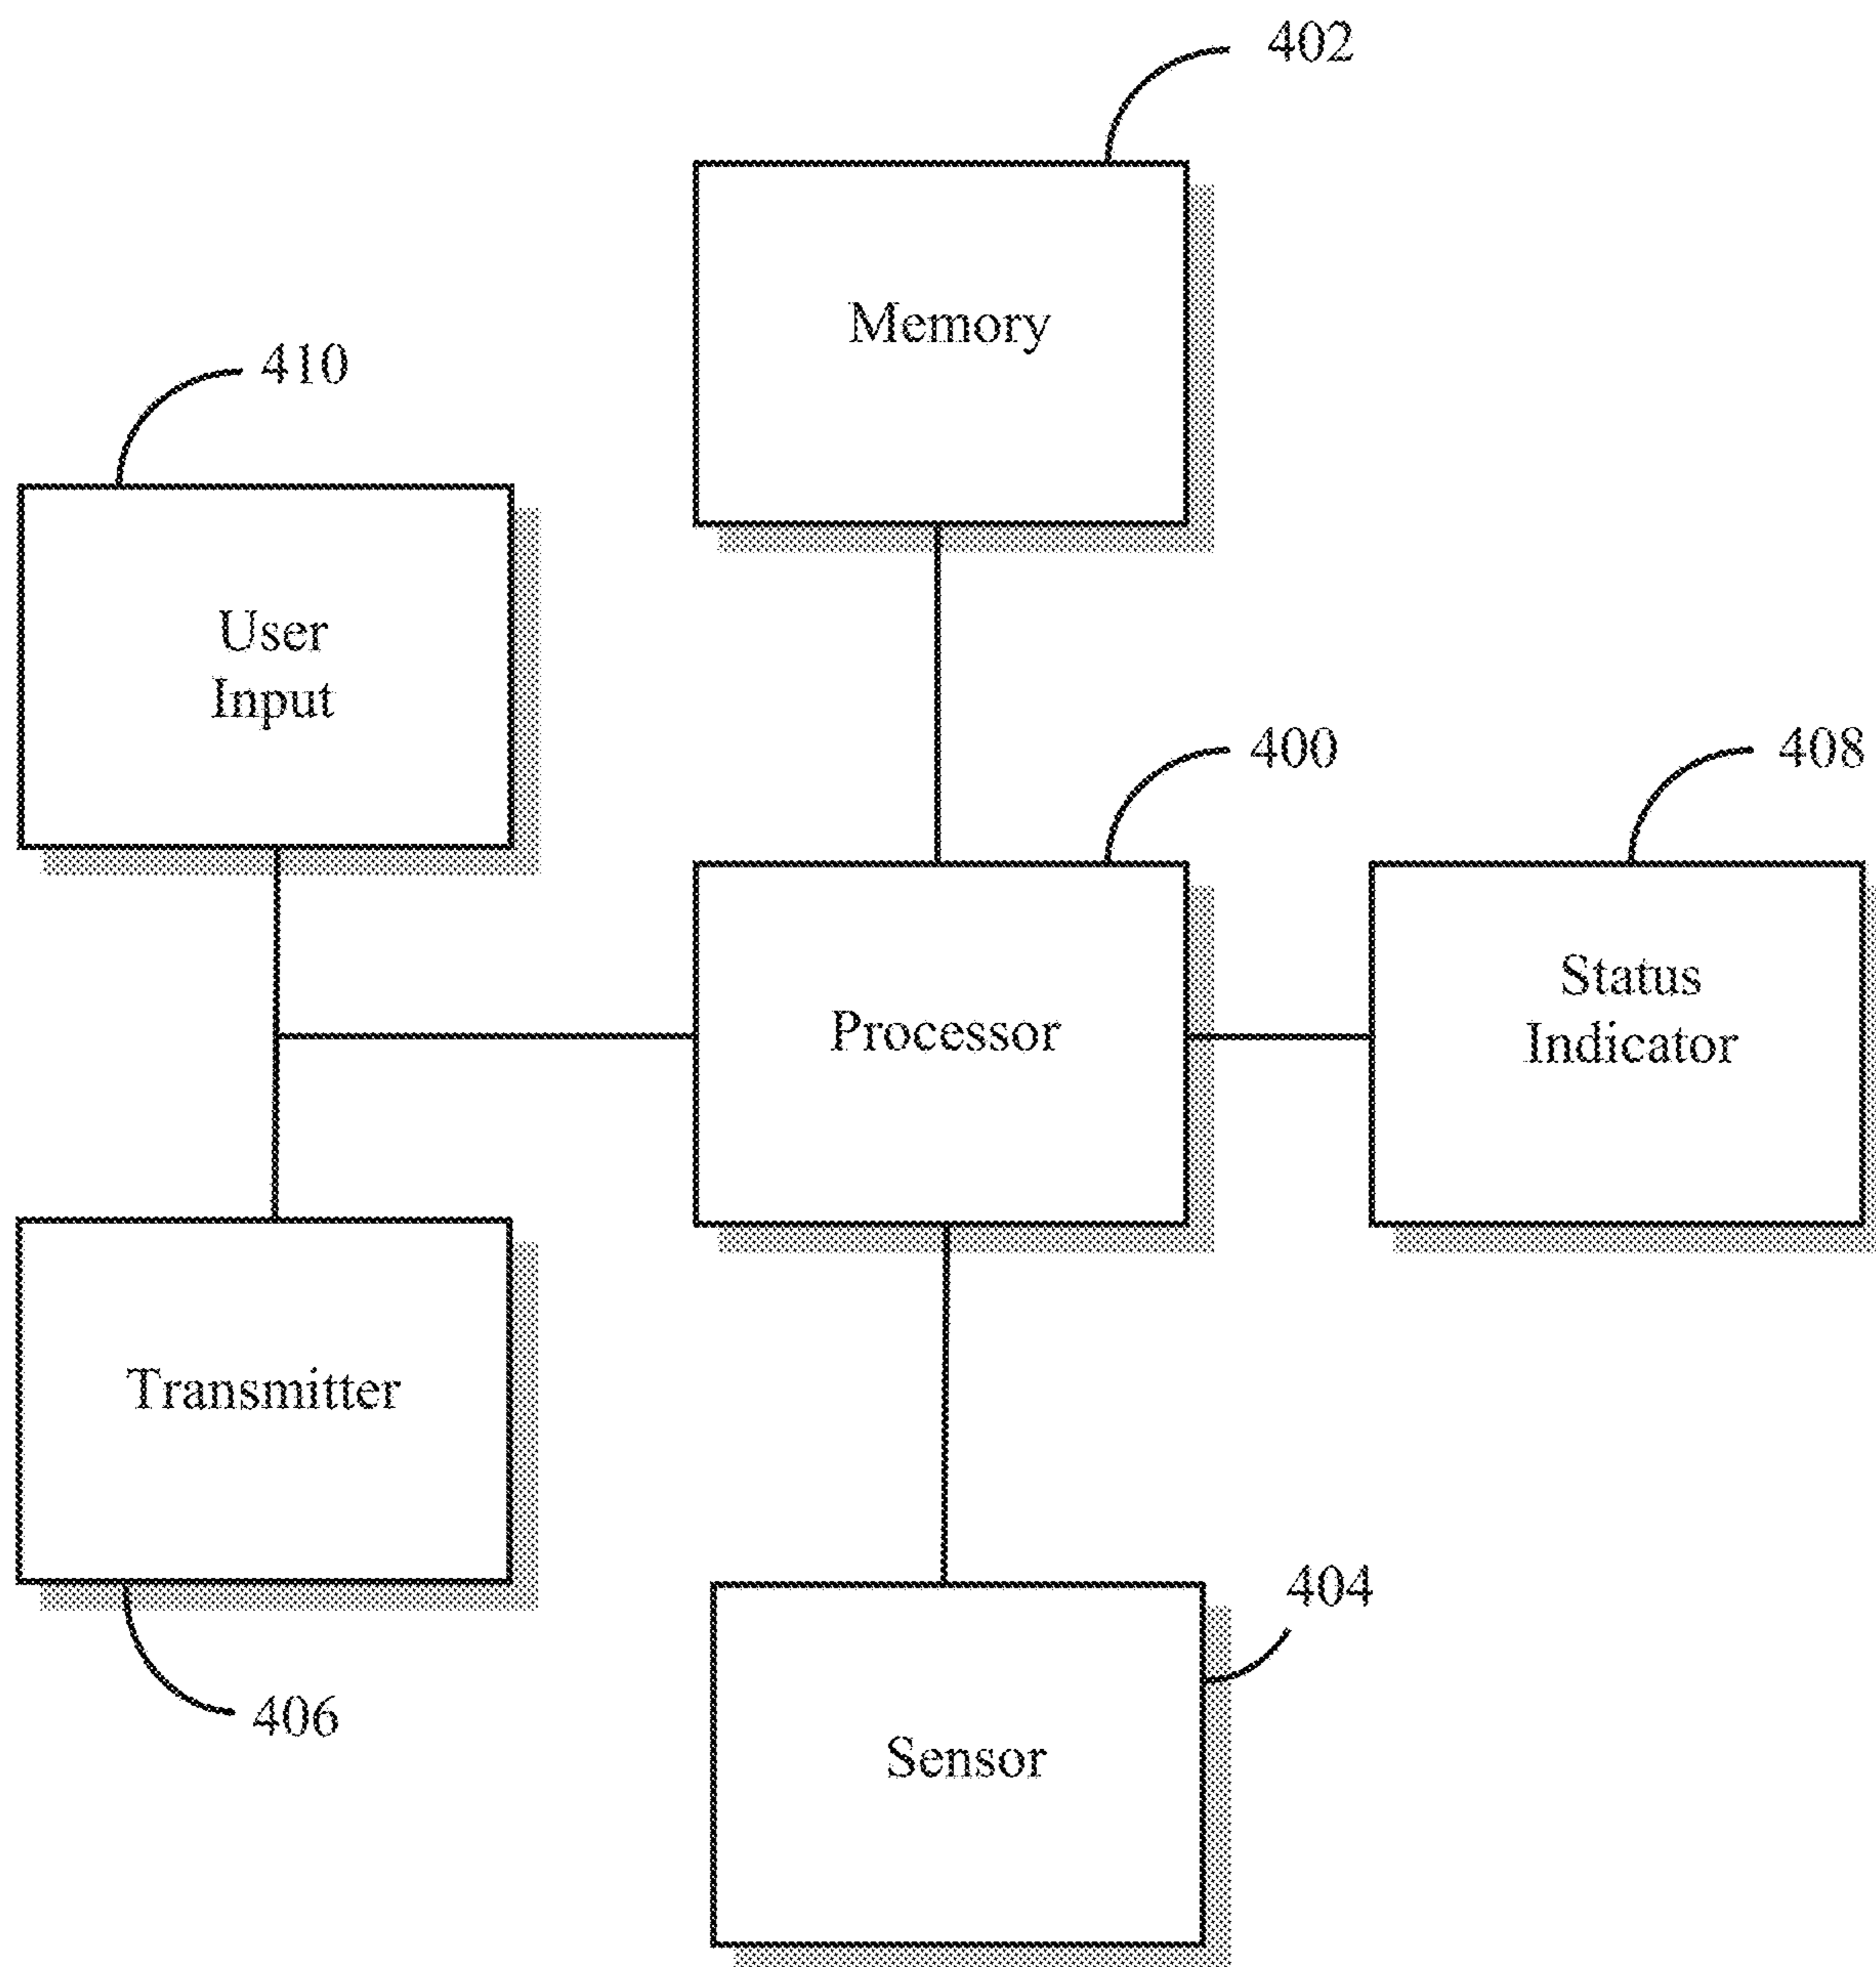 402
Memory
410
User
Input
400
408
Processor
Status
Indicator
Transmitter
404
406
Sensor